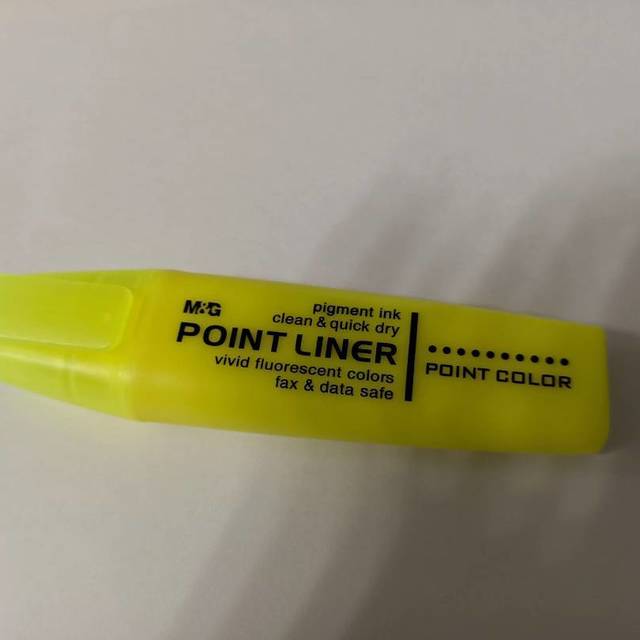 M&G
pigment ink
clean & quick dry
POINT LINER
vivid fluorescent colors
fax & data safe
POINT COLOR